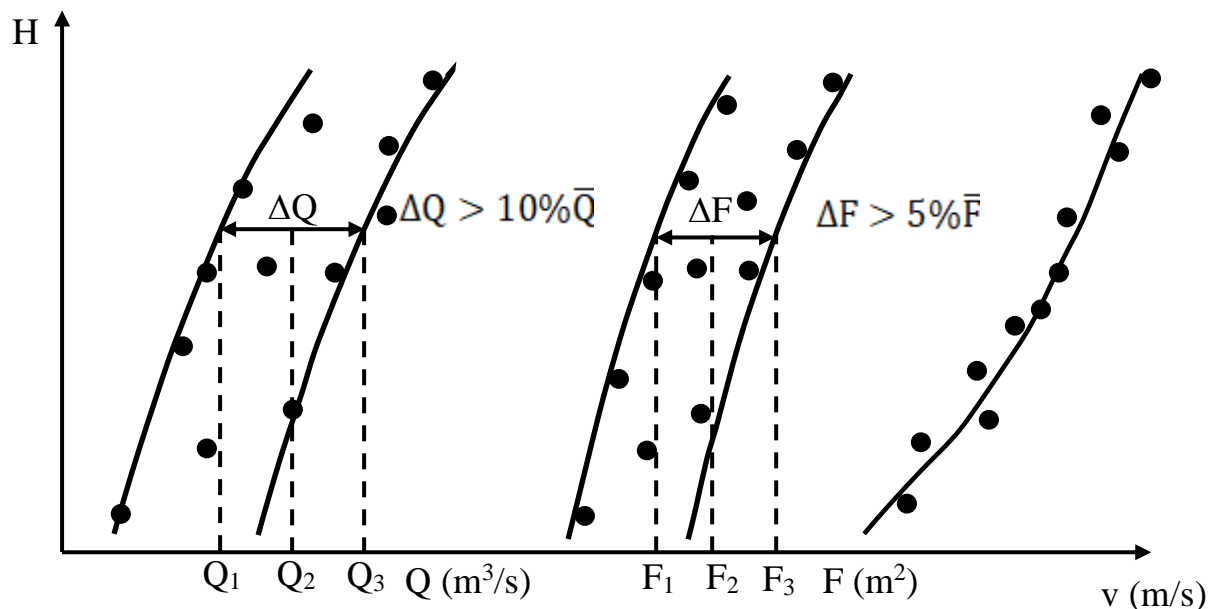 H
ΔQ
ΔQ > 10%Q̅
ΔF
ΔF > 5%F̅
Q₁ Q₂ Q₃ Q (m³/s) F₁ F₂ F₃ F (m²) v (m/s)